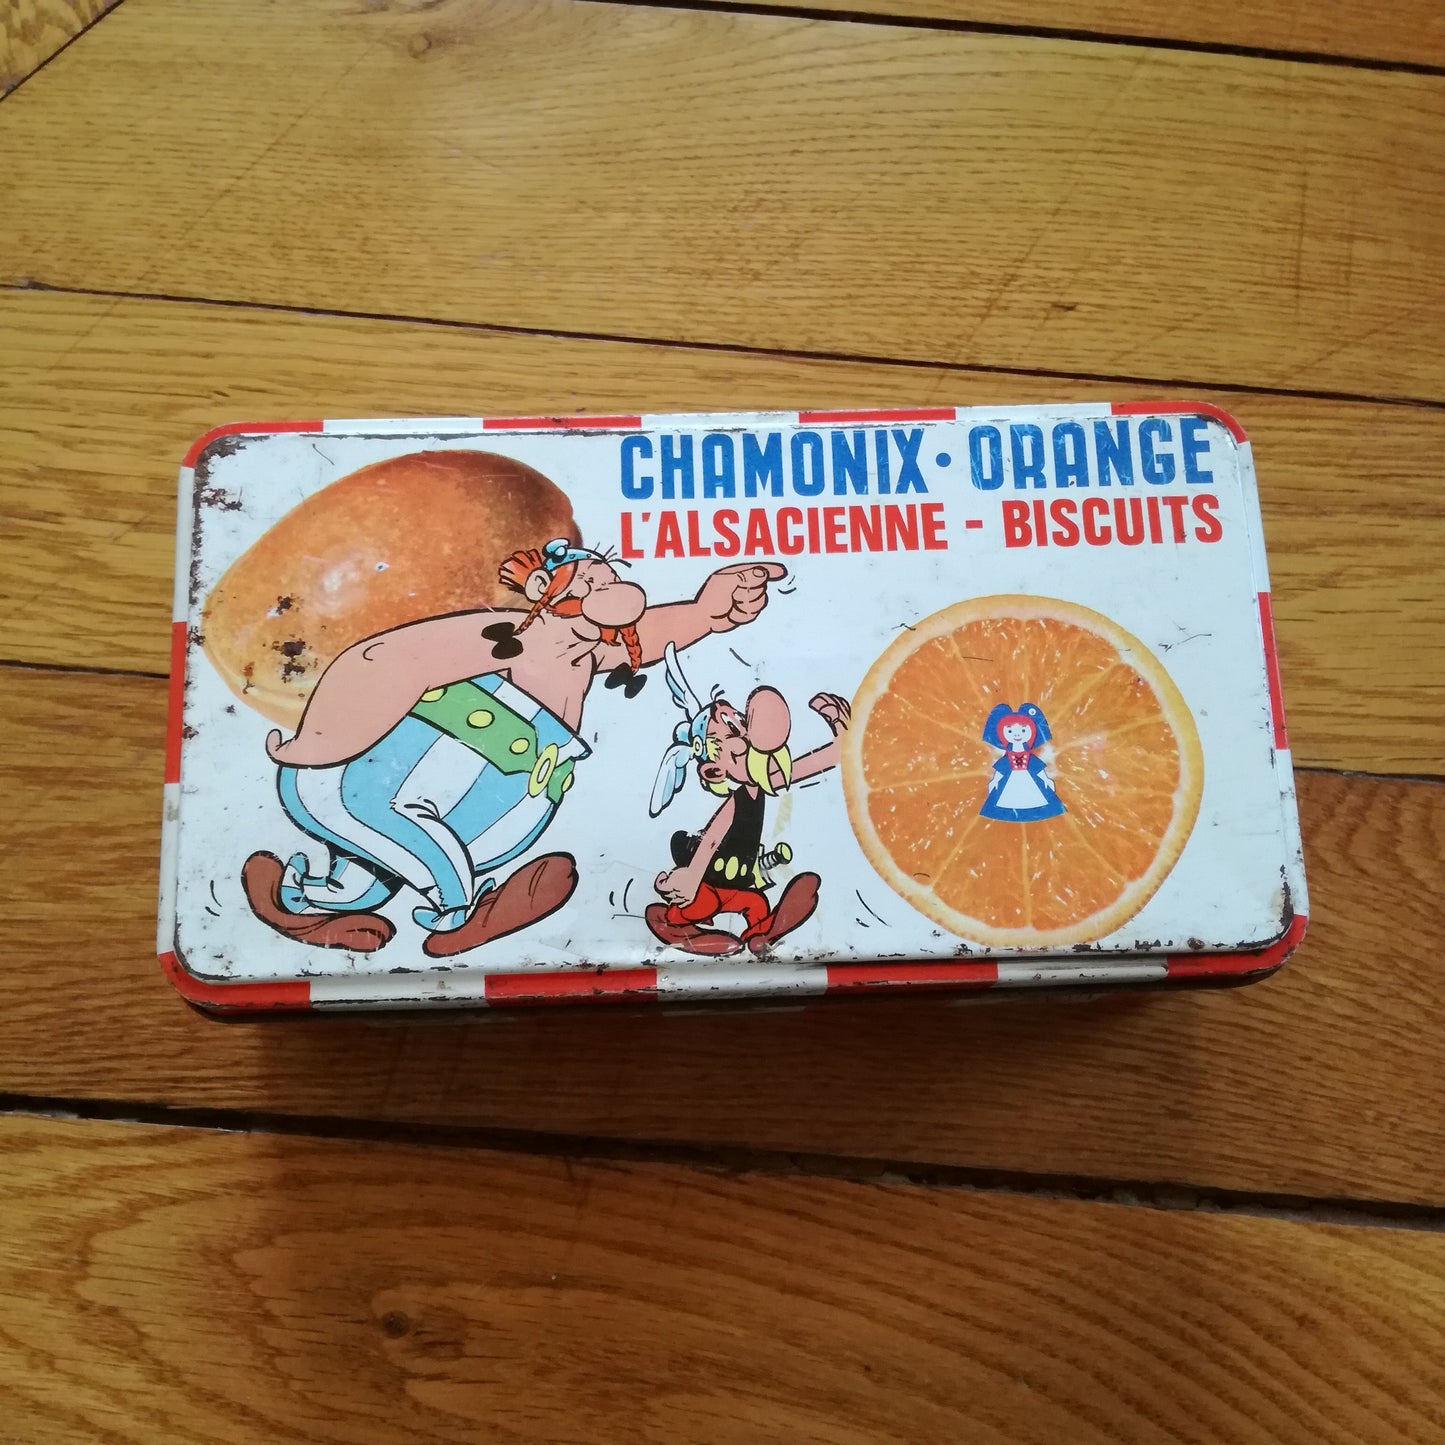 CHAMONIX · ORANGE
L'ALSACIENNE - BISCUITS